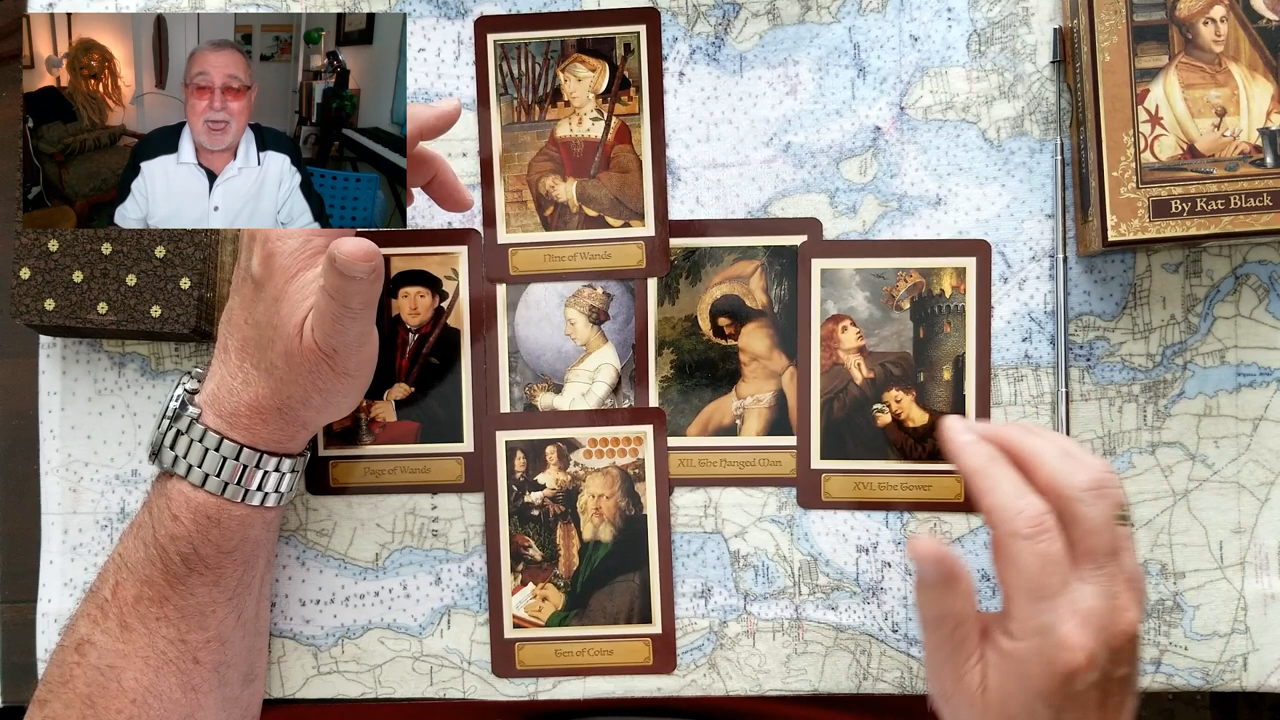 By Kat Black
Nine of Wands
Page of Wands
XII. The Hanged Man
XVI. The Tower
Ten of Coins